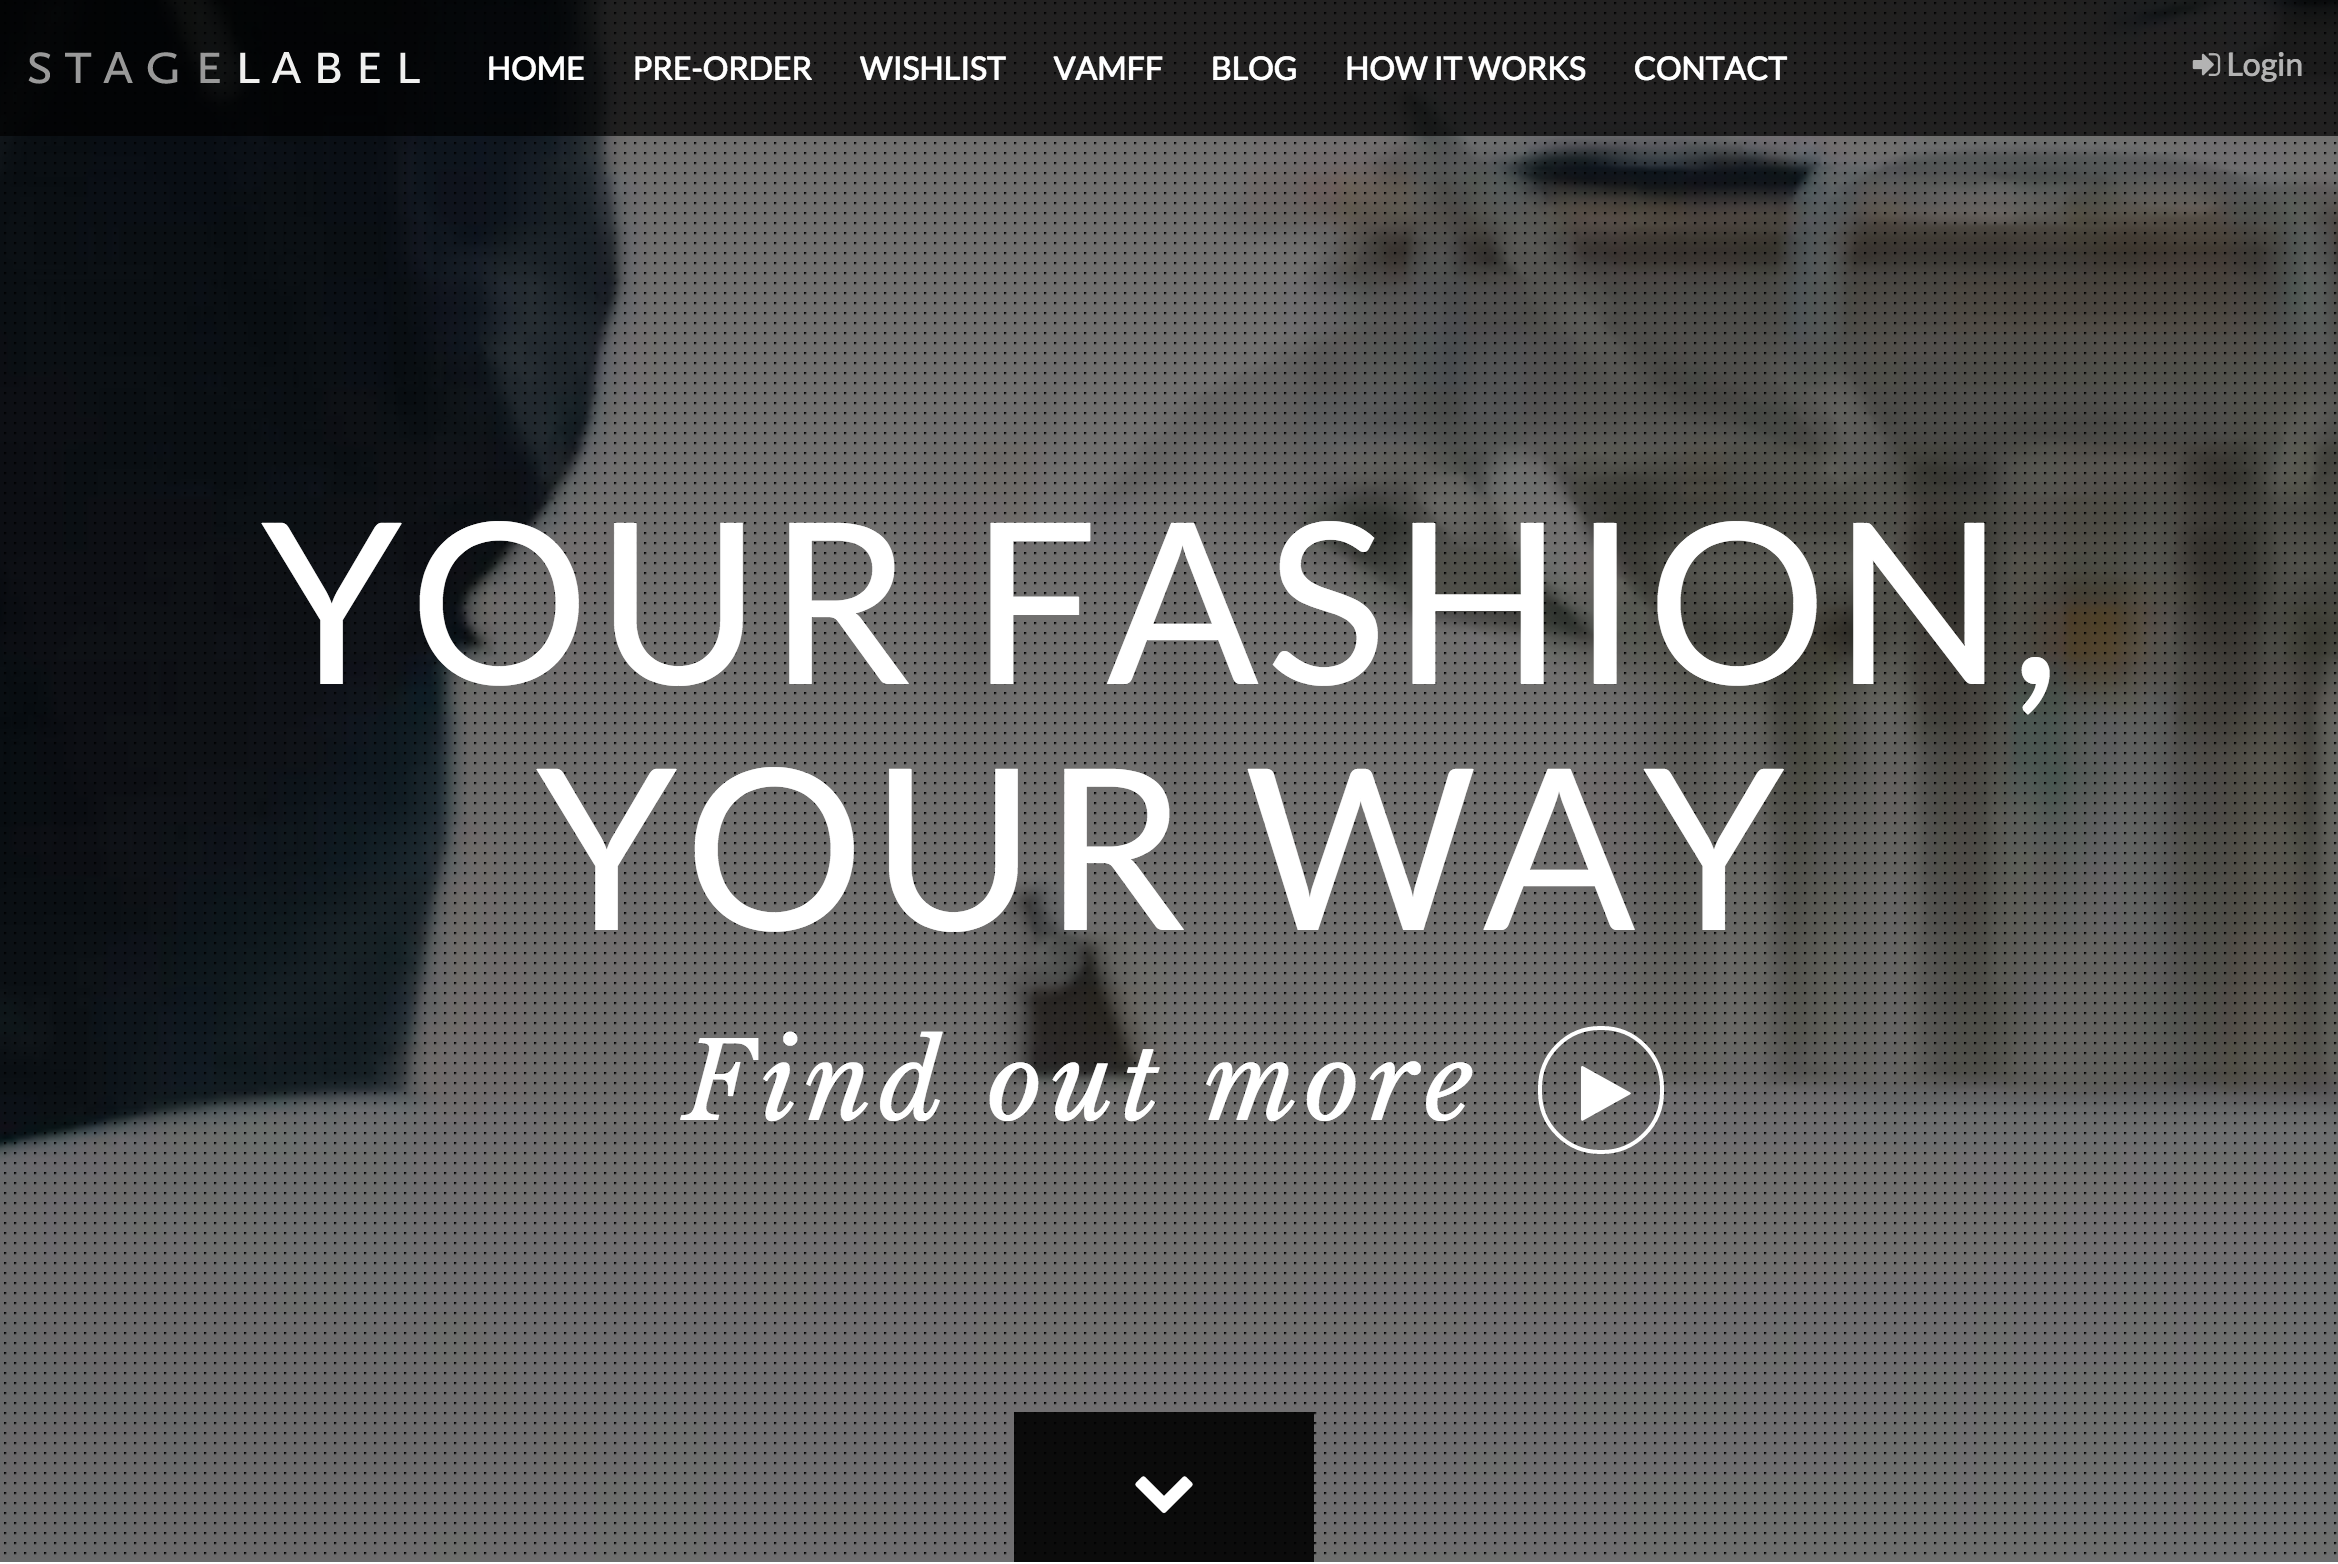 STAGELABEL HOME PRE-ORDER WISHLIST VAMFF BLOG HOW IT WORKS CONTACT Login
YOUR FASHION,
YOUR WAY
Find out more